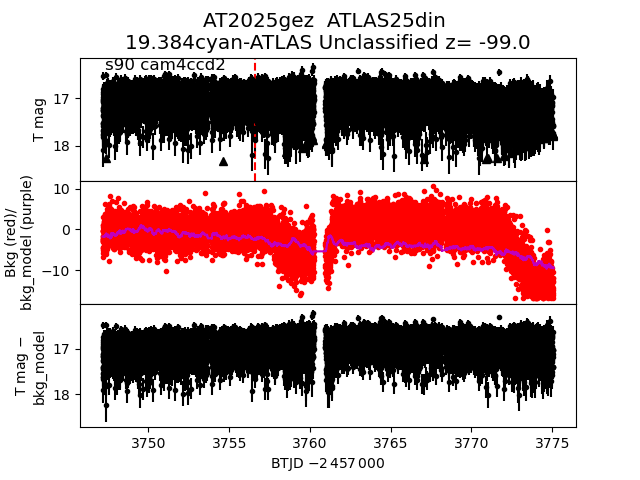 AT2025gez  ATLAS25din
19.384cyan-ATLAS Unclassified z= -99.0
s90 cam4ccd2
T mag
17
18
Bkg (red)/
bkg_model (purple)
10
0
−10
T mag −
bkg_model
17
18
3750 3755 3760 3765 3770 3775
BTJD −2 457 000